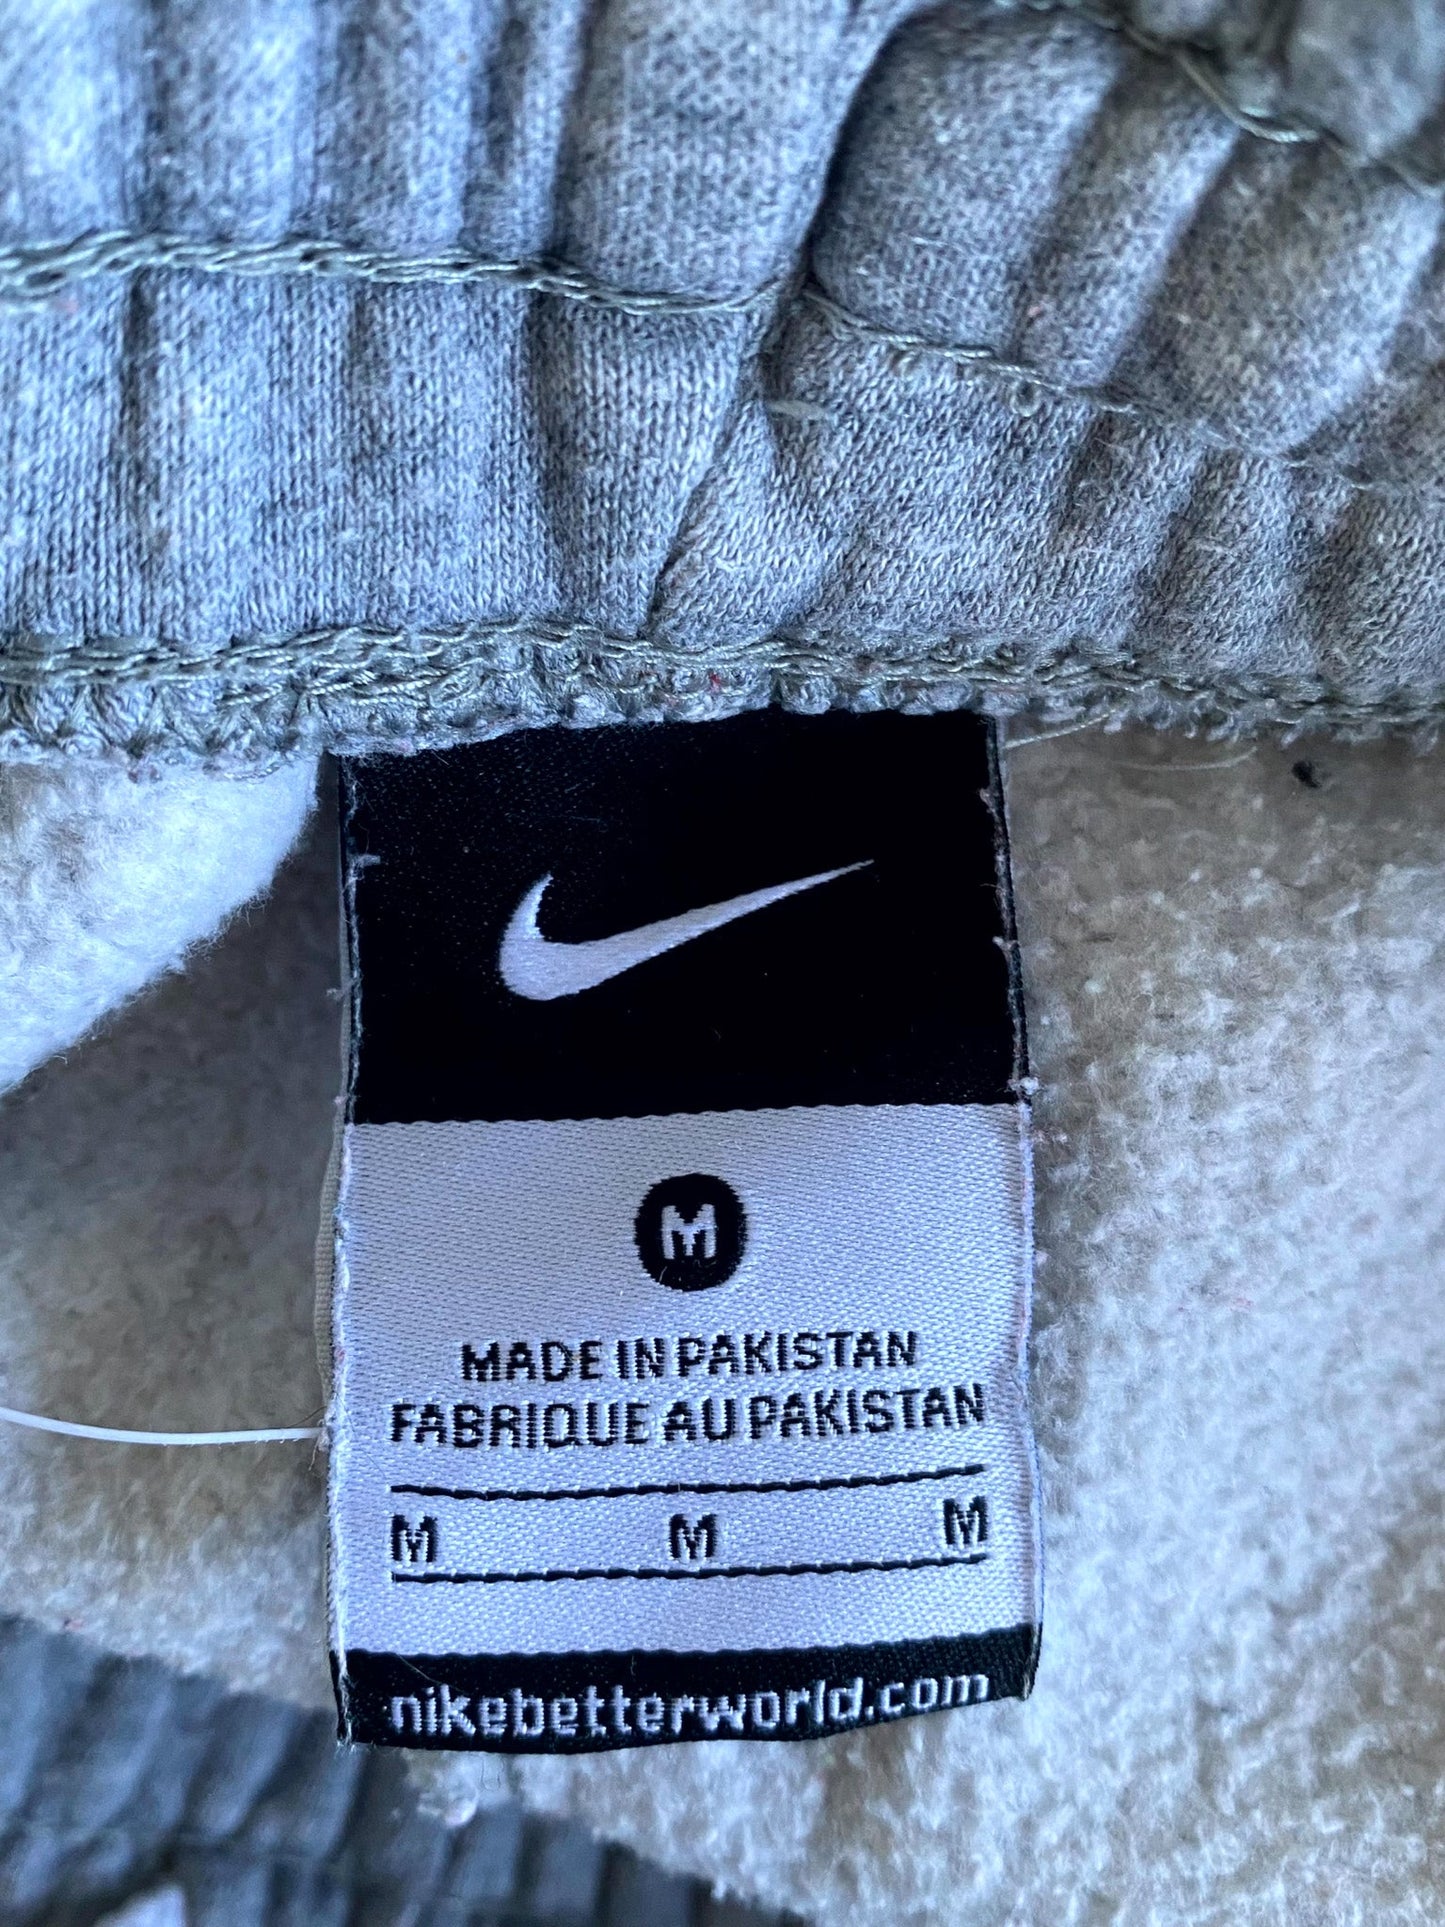 M
MADE IN PAKISTAN
FABRIQUE AU PAKISTAN
M M M
nikebetterworld.com